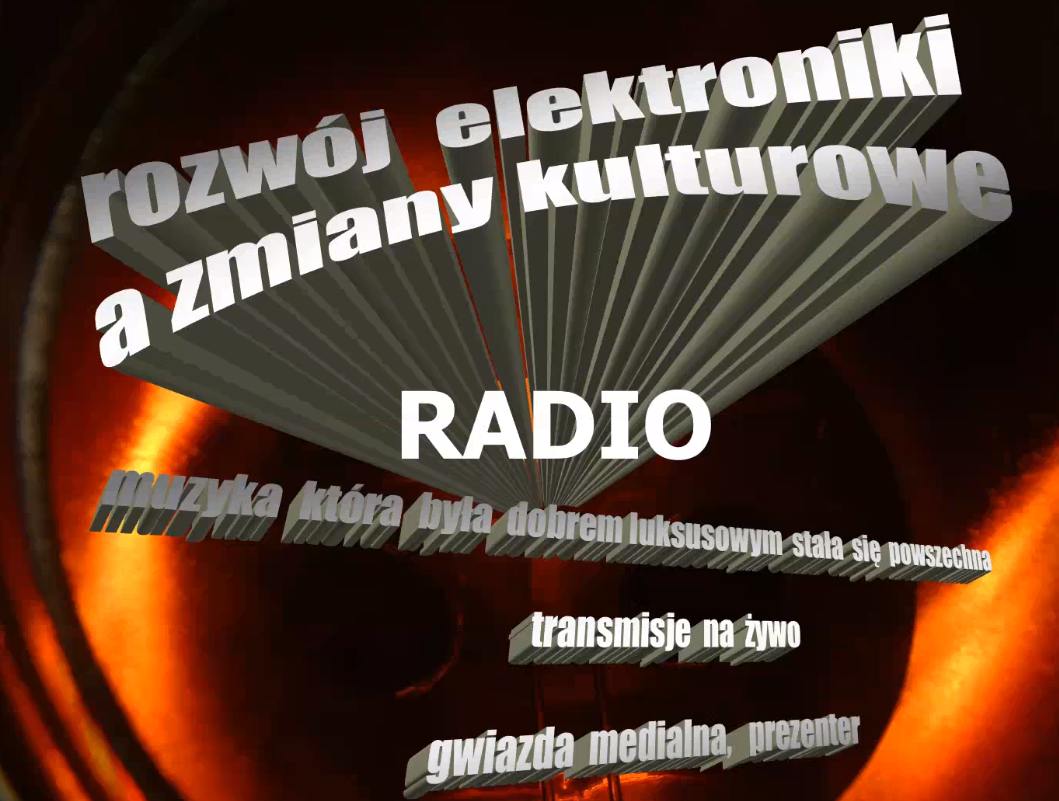 rozwój elektroniki
a zmiany kulturowe
RADIO
muzyka która była dobrem luksusowym stała się powszechna
transmisje na żywo
gwiazda medialna, prezenter